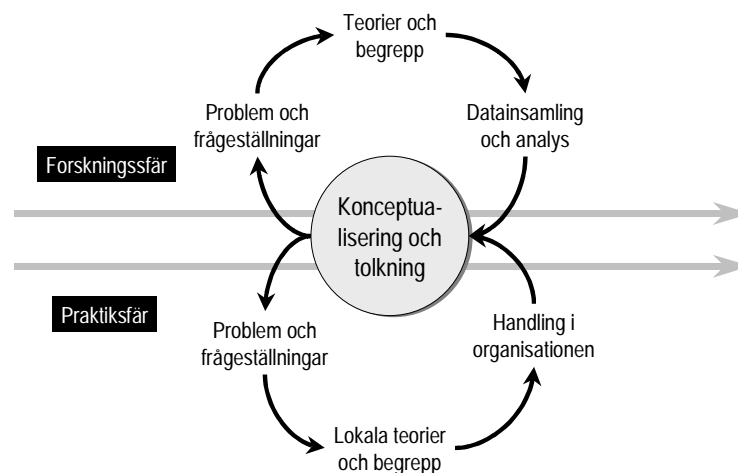 Teorier och
begrepp
Problem och
frågeställningar
Datainsamling
och analys
Forskningssfär
Konceptua-
lisering och
tolkning
Praktiksfär
Problem och
frågeställningar
Handling i
organisationen
Lokala teorier
och begrepp